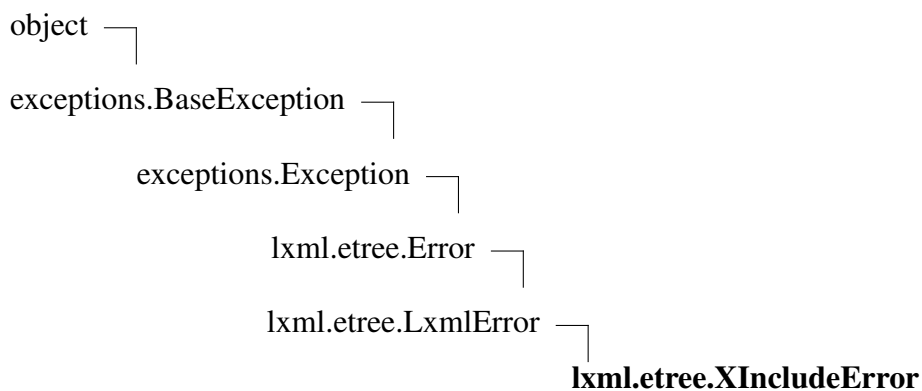 object
exceptions.BaseException
exceptions.Exception
lxml.etree.Error
lxml.etree.LxmlError
lxml.etree.XIncludeError